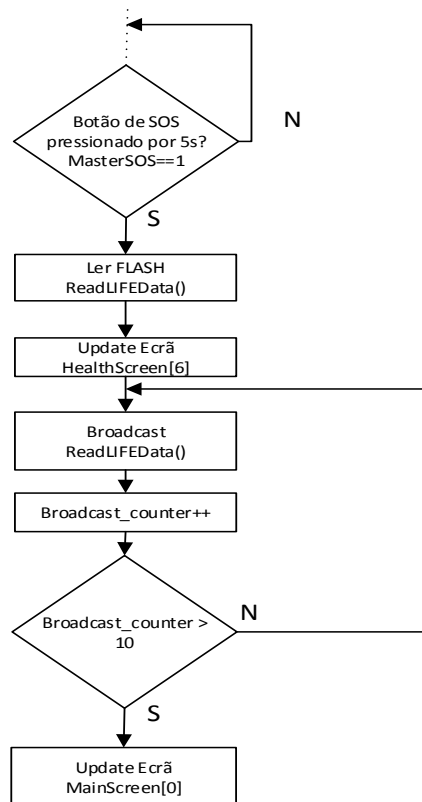 Botão de SOS
pressionado por 5s?
MasterSOS==1
N
S
Ler FLASH
ReadLIFEData()
Update Ecrã
HealthScreen[6]
Broadcast
ReadLIFEData()
Broadcast_counter++
Broadcast_counter >
10
N
S
Update Ecrã
MainScreen[0]